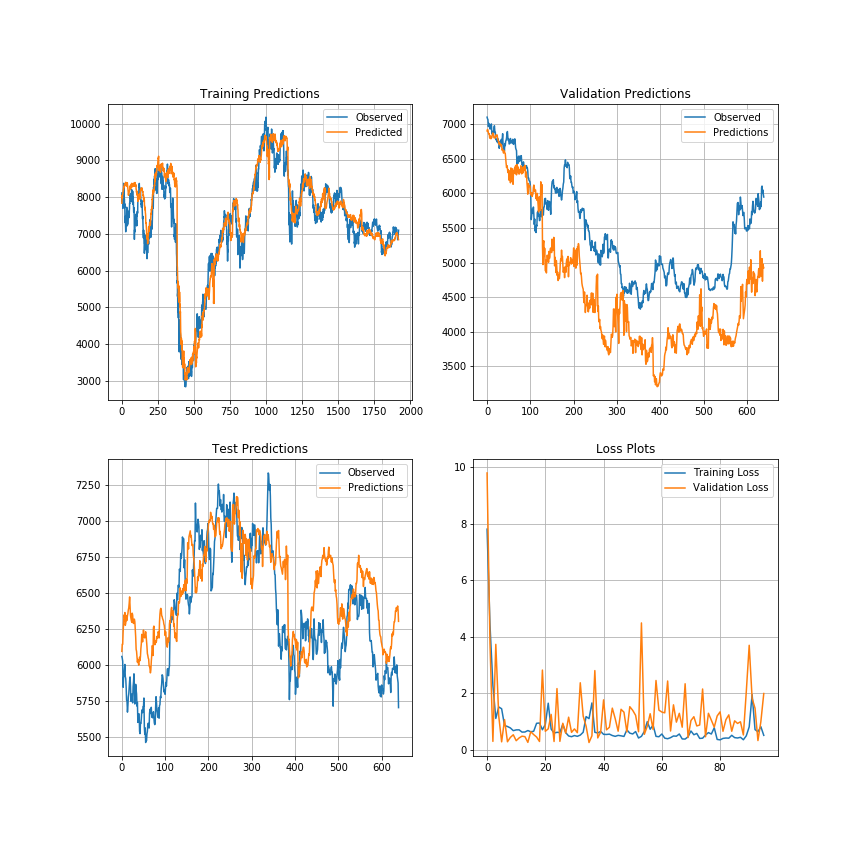 Training Predictions
Observed
Predicted
10000
9000
8000
7000
6000
5000
4000
3000
0 250 500 750 1000 1250 1500 1750 2000
Validation Predictions
Observed
Predictions
7000
6500
6000
5500
5000
4500
4000
3500
0 100 200 300 400 500 600
Test Predictions
Observed
Predictions
7250
7000
6750
6500
6250
6000
5750
5500
0 100 200 300 400 500 600
Loss Plots
Training Loss
Validation Loss
10
8
6
4
2
0
0 20 40 60 80